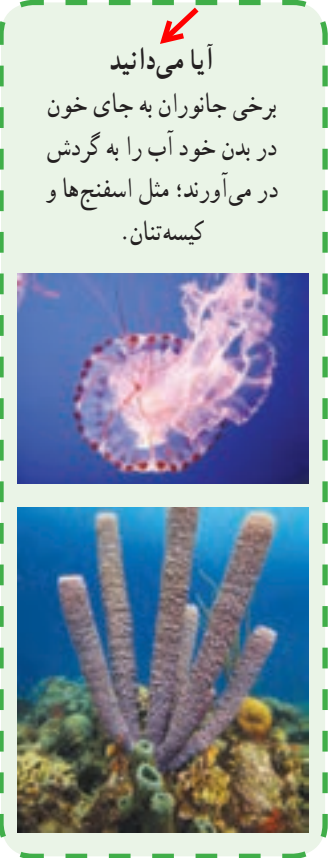 آیا می‌دانید
برخی جانوران به جای خون
در بدن خود آب را به گردش
در می‌آورند؛ مثل اسفنج‌ها و
کیسه‌تنان.